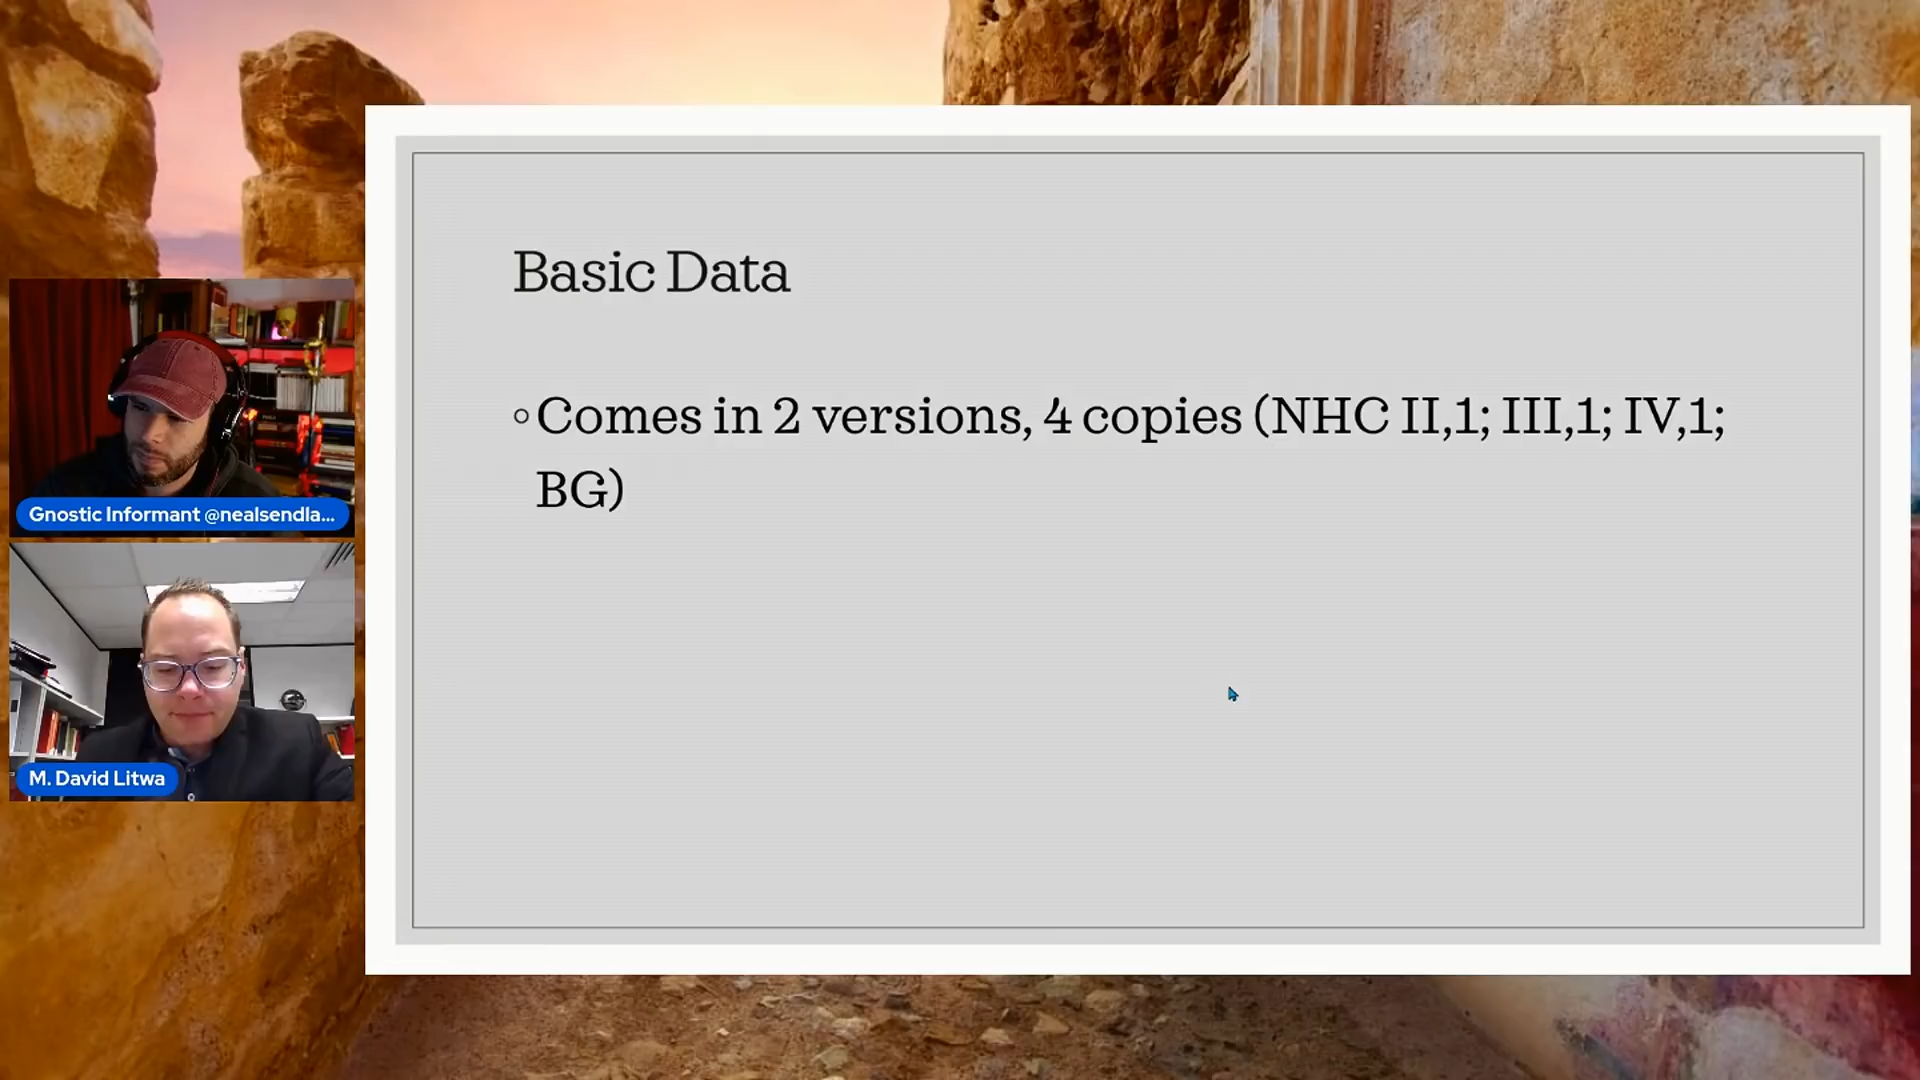 Basic Data
◦Comes in 2 versions, 4 copies (NHC II,1; III,1; IV,1;
BG)
Gnostic Informant @nealsendla...
M. David Litwa